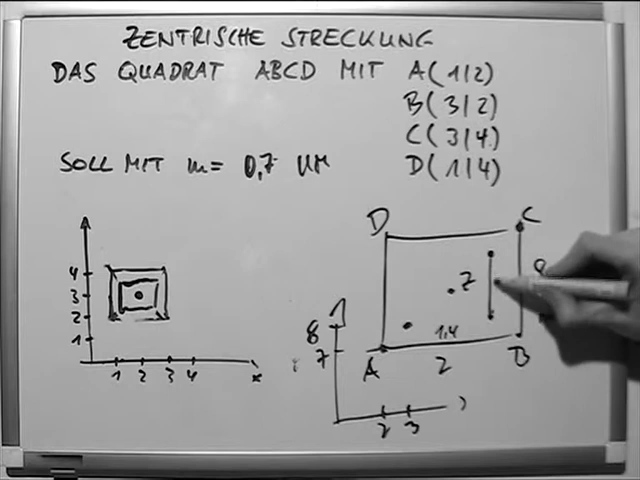 ZENTRISCHE STRECKUNG
DAS QUADRAT ABCD MIT A(1|2)
B(3|2)
C(3|4)
D(1|4)
SOLL MIT m= 0,7 UM
D C
4
3
2
1
1 2 3 4 x
Z
8
7
1,4
A 2 B
2 3